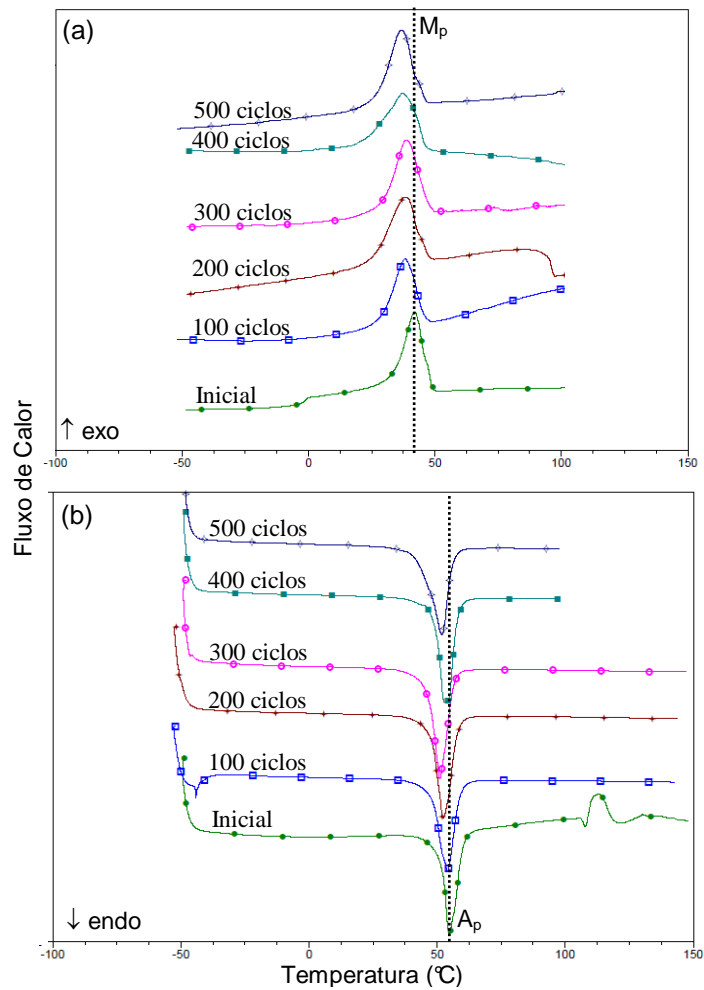 (a)
Mₚ
500 ciclos
400 ciclos
300 ciclos
200 ciclos
100 ciclos
Inicial
↑ exo
-100 -50 0 50 100 150
Fluxo de Calor
(b)
500 ciclos
400 ciclos
300 ciclos
200 ciclos
100 ciclos
Inicial
↓ endo
Aₚ
-100 -50 0 50 100 150
Temperatura (°C)